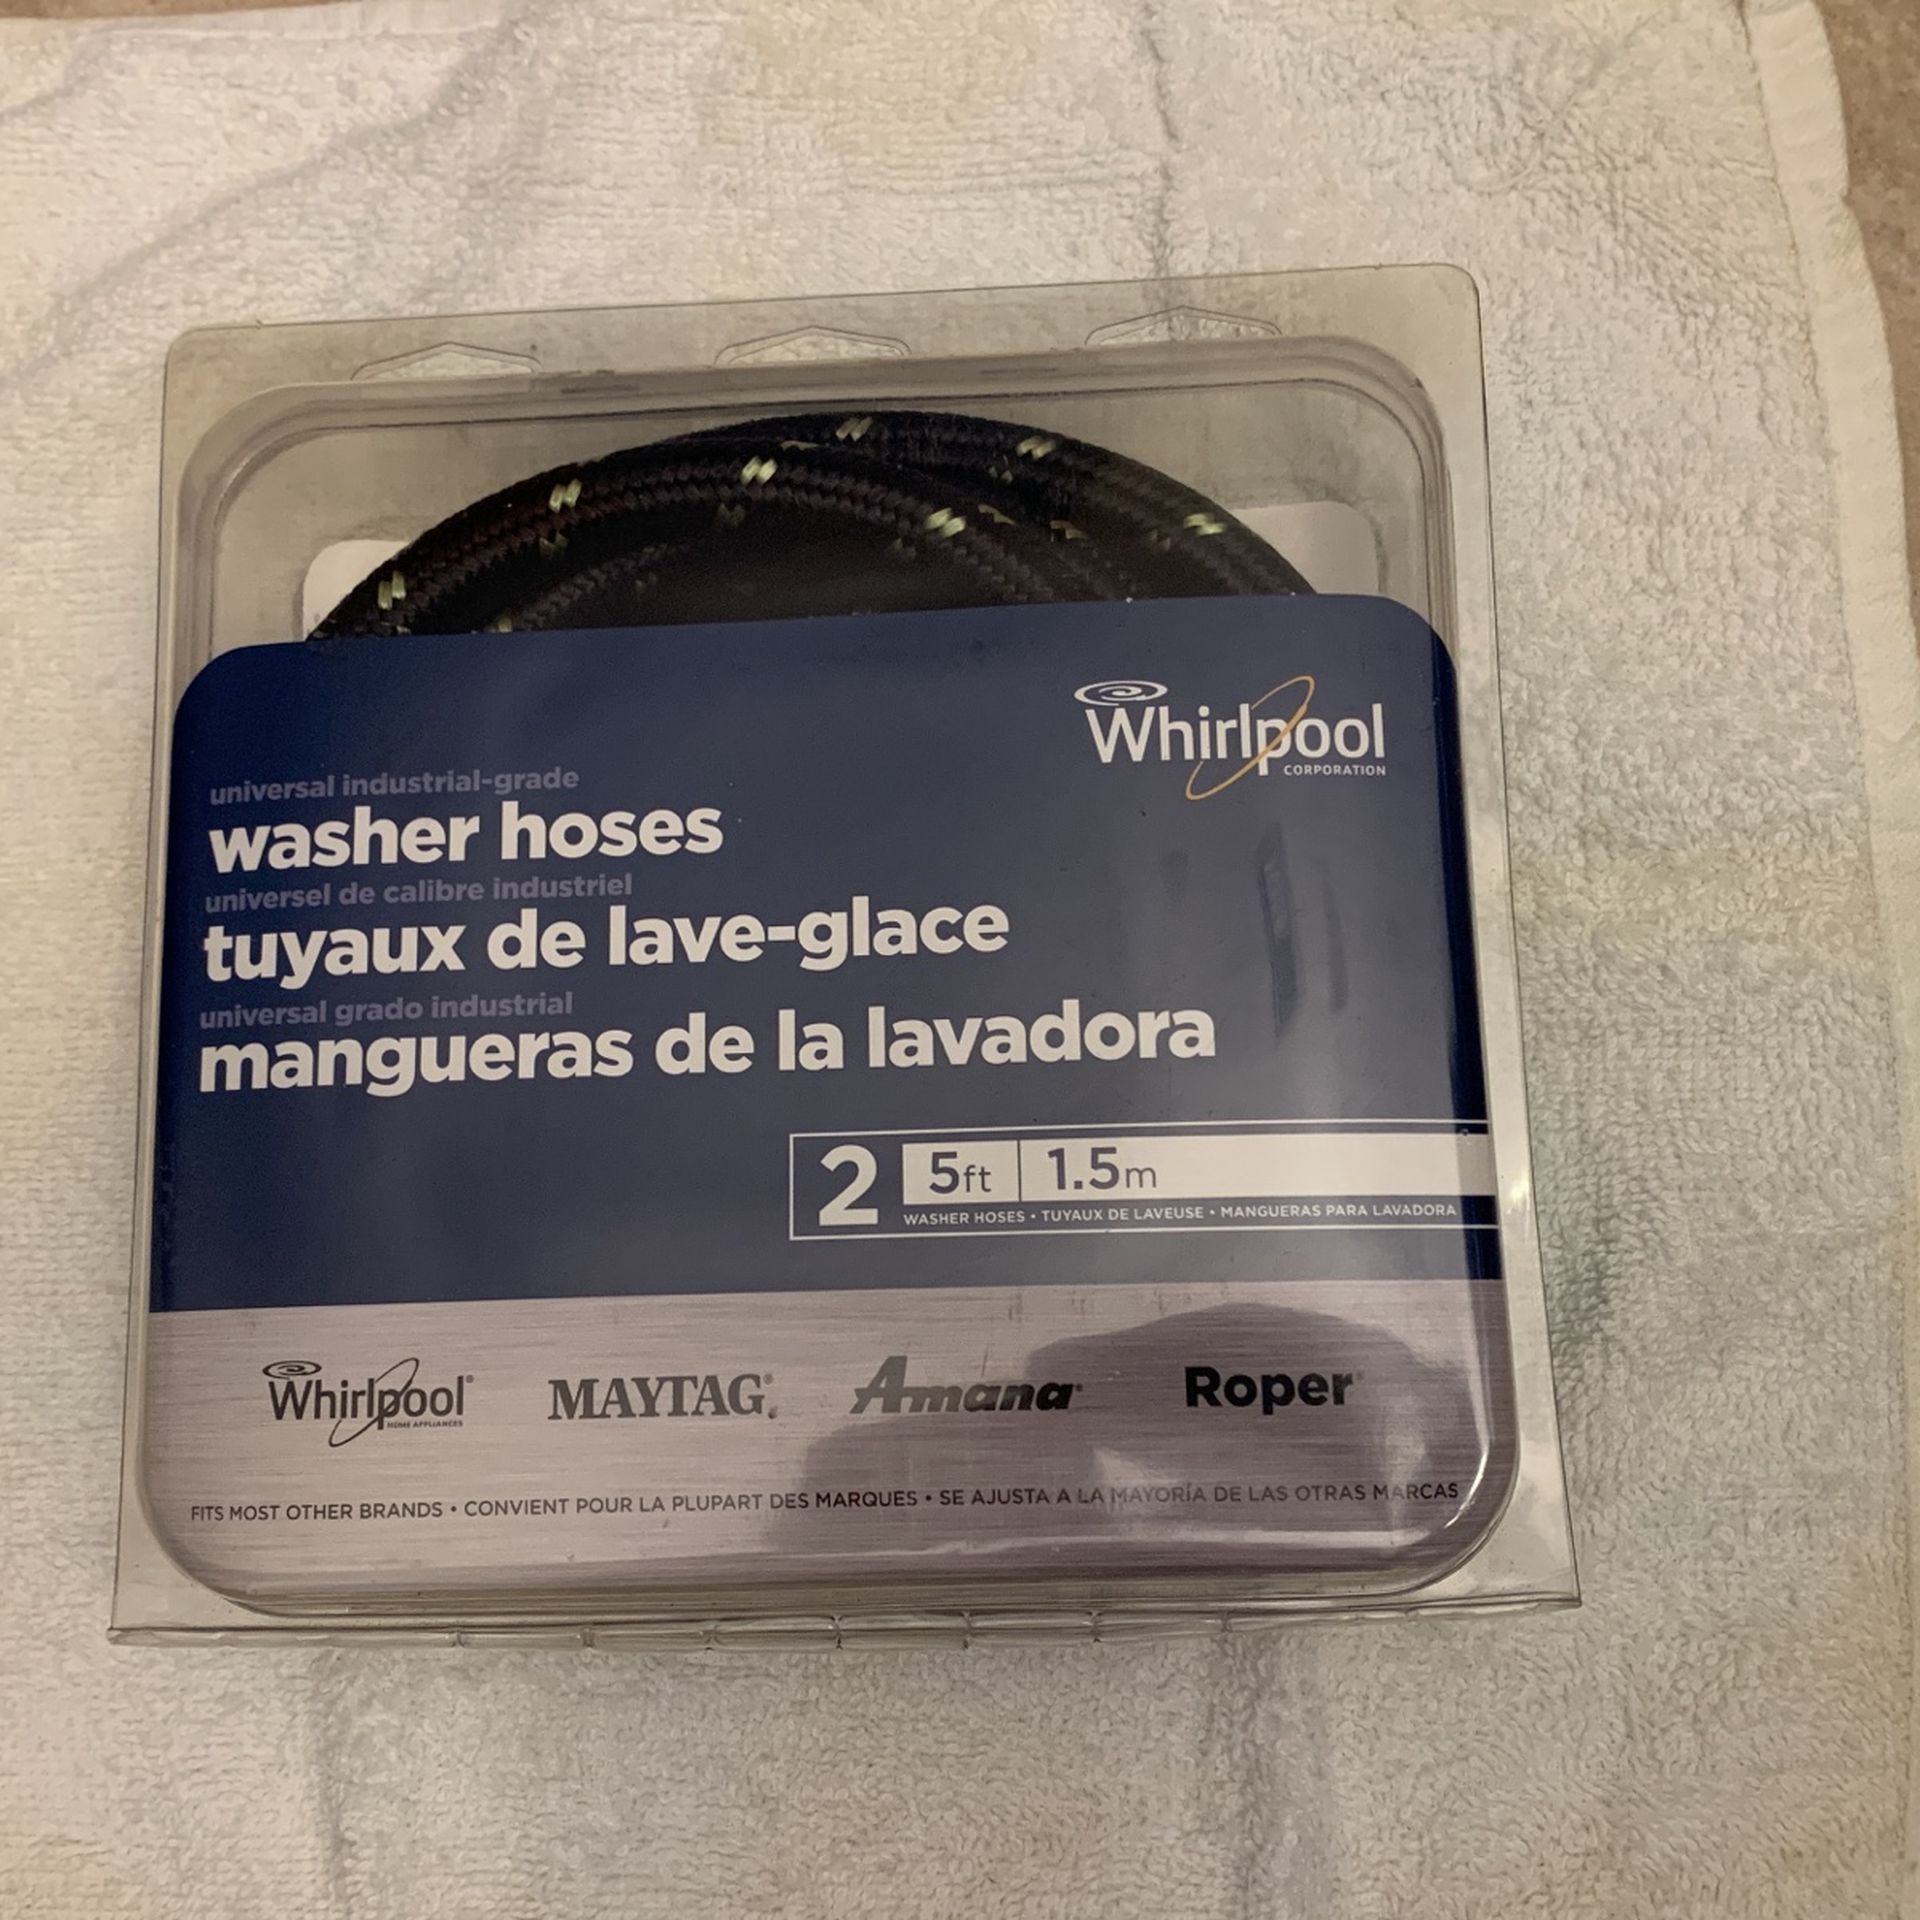 Whirlpool
CORPORATION
universal industrial-grade
washer hoses
universel de calibre industriel
tuyaux de lave-glace
universal grado industrial
mangueras de la lavadora
2 5ft 1.5m
WASHER HOSES • TUYAUX DE LAVEUSE • MANGUERAS PARA LAVADORA
Whirlpool® MAYTAG® Amana® Roper®
HOME APPLIANCES
FITS MOST OTHER BRANDS • CONVIENT POUR LA PLUPART DES MARQUES • SE AJUSTA A LA MAYORÍA DE LAS OTRAS MARCAS